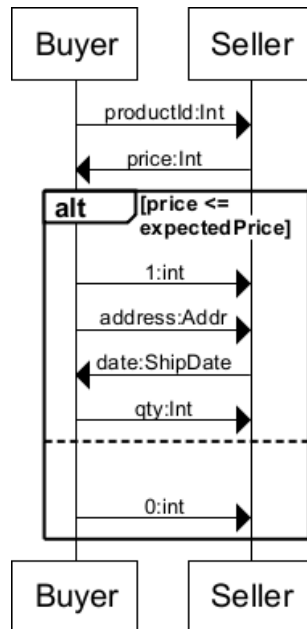 Buyer Seller
productId:Int
price:Int
alt [price <=
expectedPrice]
1:int
address:Addr
date:ShipDate
qty:Int
0:int
Buyer Seller